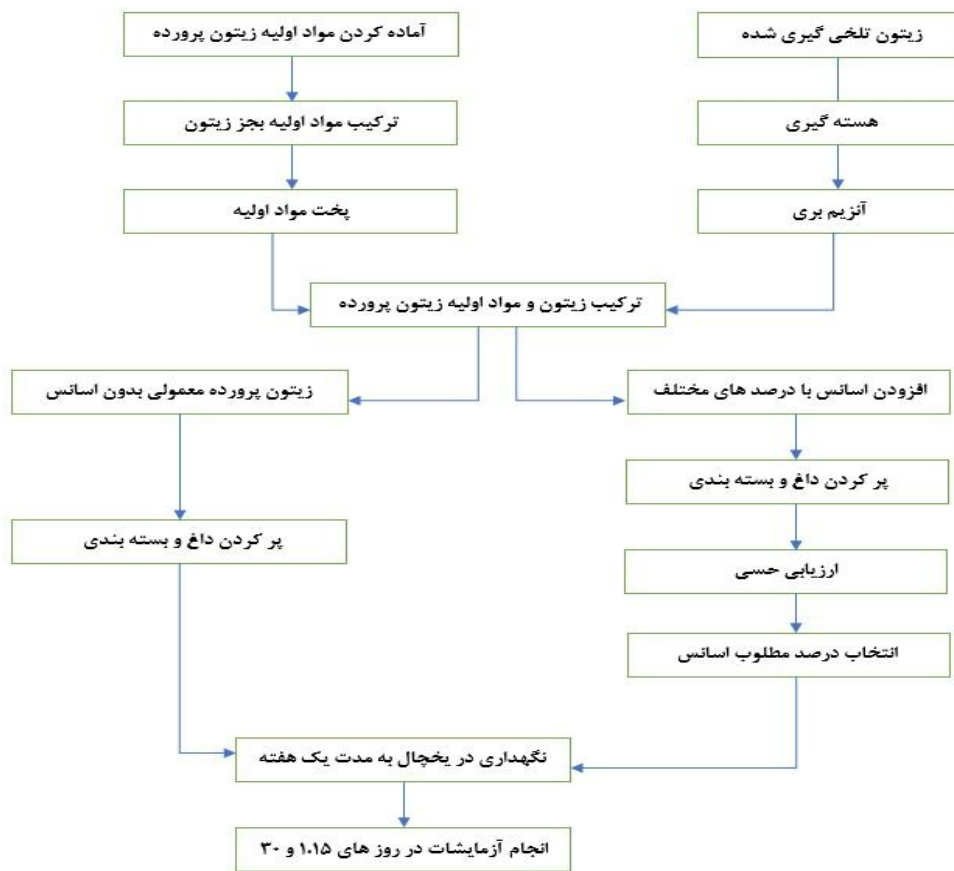 آماده کردن مواد اولیه زیتون پرورده
زیتون تلخی گیری شده
ترکیب مواد اولیه بجز زیتون
هسته گیری
پخت مواد اولیه
آنزیم بری
ترکیب زیتون و مواد اولیه زیتون پرورده
زیتون پرورده معمولی بدون اسانس
افزودن اسانس با درصد های مختلف
پر کردن داغ و بسته بندی
پر کردن داغ و بسته بندی
ارزیابی حسی
انتخاب درصد مطلوب اسانس
نگهداری در یخچال به مدت یک هفته
انجام آزمایشات در روز های ۱،۱۵ و ۳۰